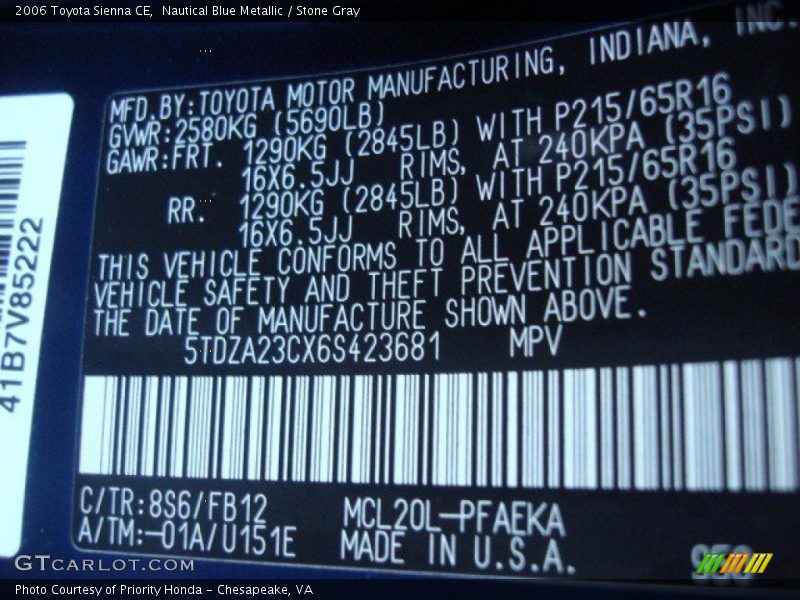 2006 Toyota Sienna CE,  Nautical Blue Metallic / Stone Gray
MFD.BY:TOYOTA MOTOR MANUFACTURING, INDIANA, INC.
GVWR:2580KG (5690LB)
GAWR:FRT. 1290KG (2845LB) WITH P215/65R16
16X6.5JJ RIMS, AT 240KPA (35PSI)
RR. 1290KG (2845LB) WITH P215/65R16
16X6.5JJ RIMS, AT 240KPA (35PSI)
THIS VEHICLE CONFORMS TO ALL APPLICABLE FEDE
VEHICLE SAFETY AND THEFT PREVENTION STANDARD
THE DATE OF MANUFACTURE SHOWN ABOVE.
5TDZA23CX6S423681 MPV
41B7V85222
C/TR:8S6/FB12 MCL20L-PFAEKA
A/TM:-01A/U151E MADE IN U.S.A.
GTCARLOT.COM
Photo Courtesy of Priority Honda - Chesapeake, VA